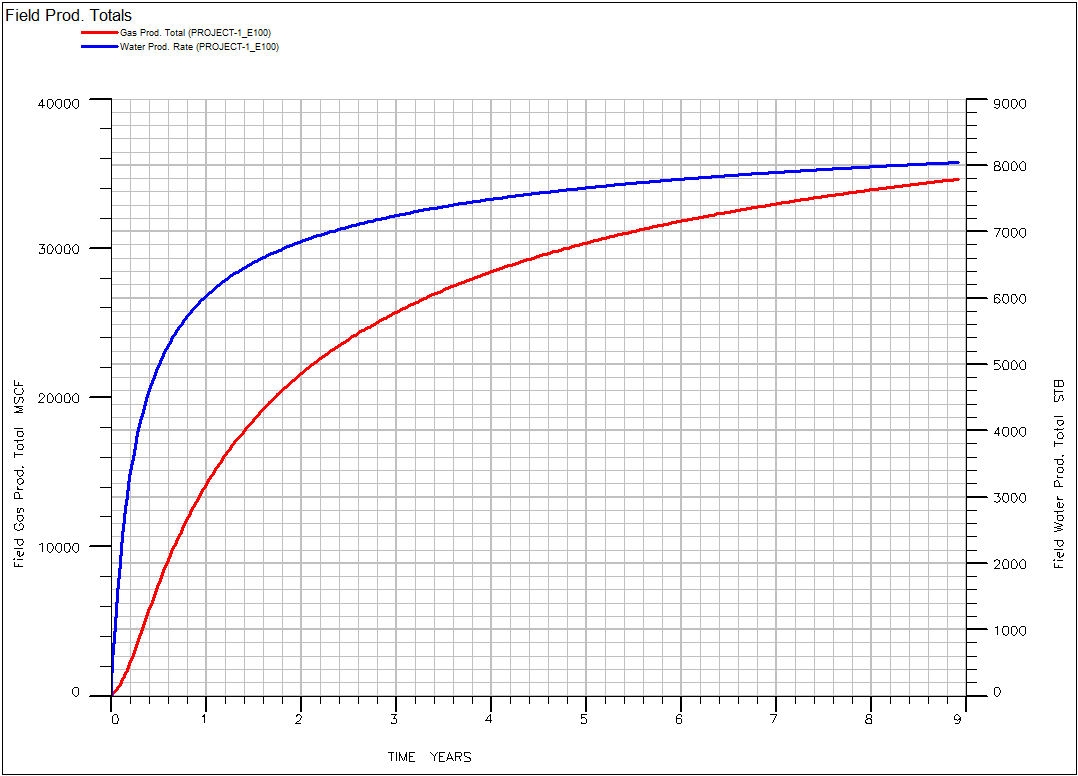 Field Prod. Totals
Gas Prod. Total (PROJECT-1_E100)
Water Prod. Rate (PROJECT-1_E100)
40000
30000
20000
10000
0
Field Gas Prod. Total MSCF
9000
8000
7000
6000
5000
4000
3000
2000
1000
0
Field Water Prod. Total STB
0 1 2 3 4 5 6 7 8 9
TIME YEARS